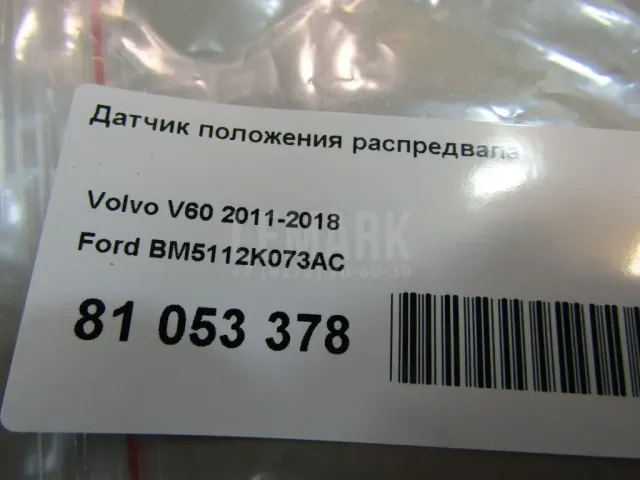 Датчик положения распредвала
Volvo V60 2011-2018
Ford BM5112K073AC
81 053 378